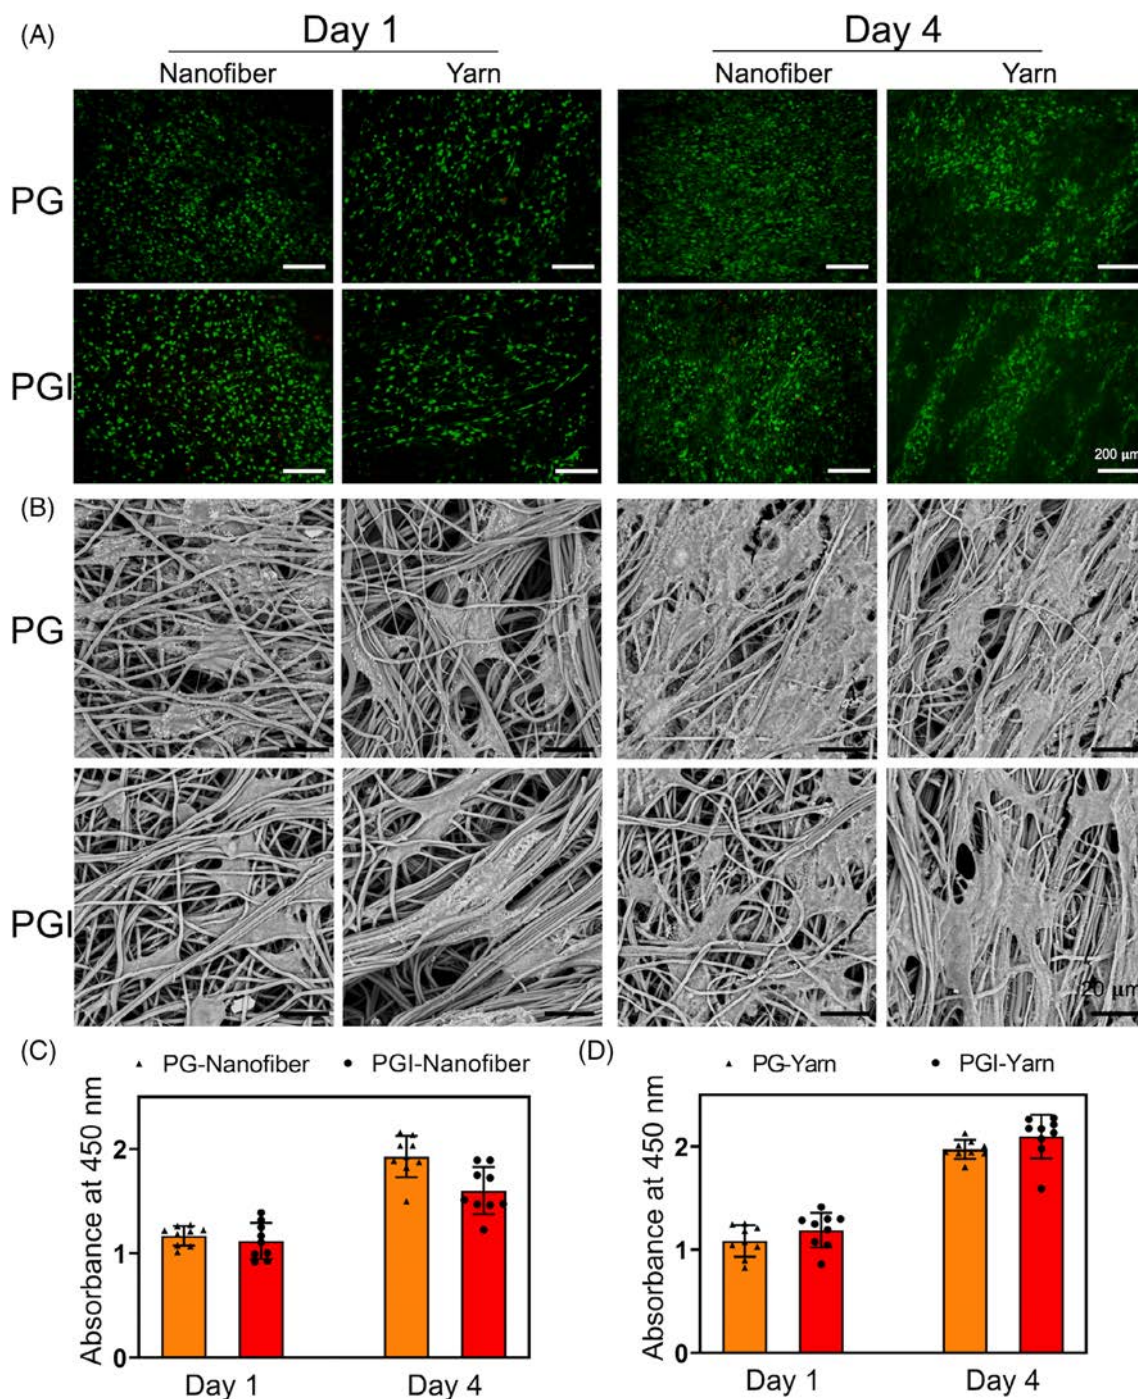 (A)
Day 1
Day 4
Nanofiber
Yarn
Nanofiber
Yarn
PG
PGI
200 μm
(B)
PG
PGI
20 μm
(C)
PG-Nanofiber
PGI-Nanofiber
Absorbance at 450 nm
2
1
0
Day 1
Day 4
(D)
PG-Yarn
PGI-Yarn
Absorbance at 450 nm
2
1
0
Day 1
Day 4